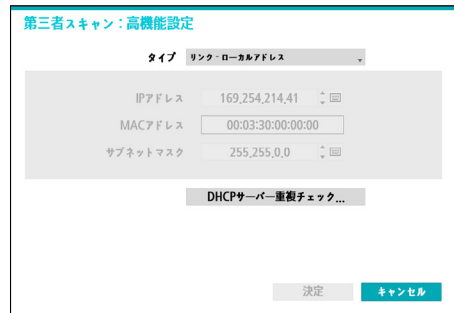 第三者スキャン：高機能設定
タイプ リンク - ローカルアドレス
IPアドレス 169,254,214,41
MACアドレス 00:03:30:00:00:00
サブネットマスク 255,255,0,0
DHCPサーバー重複チェック...
決定 キャンセル